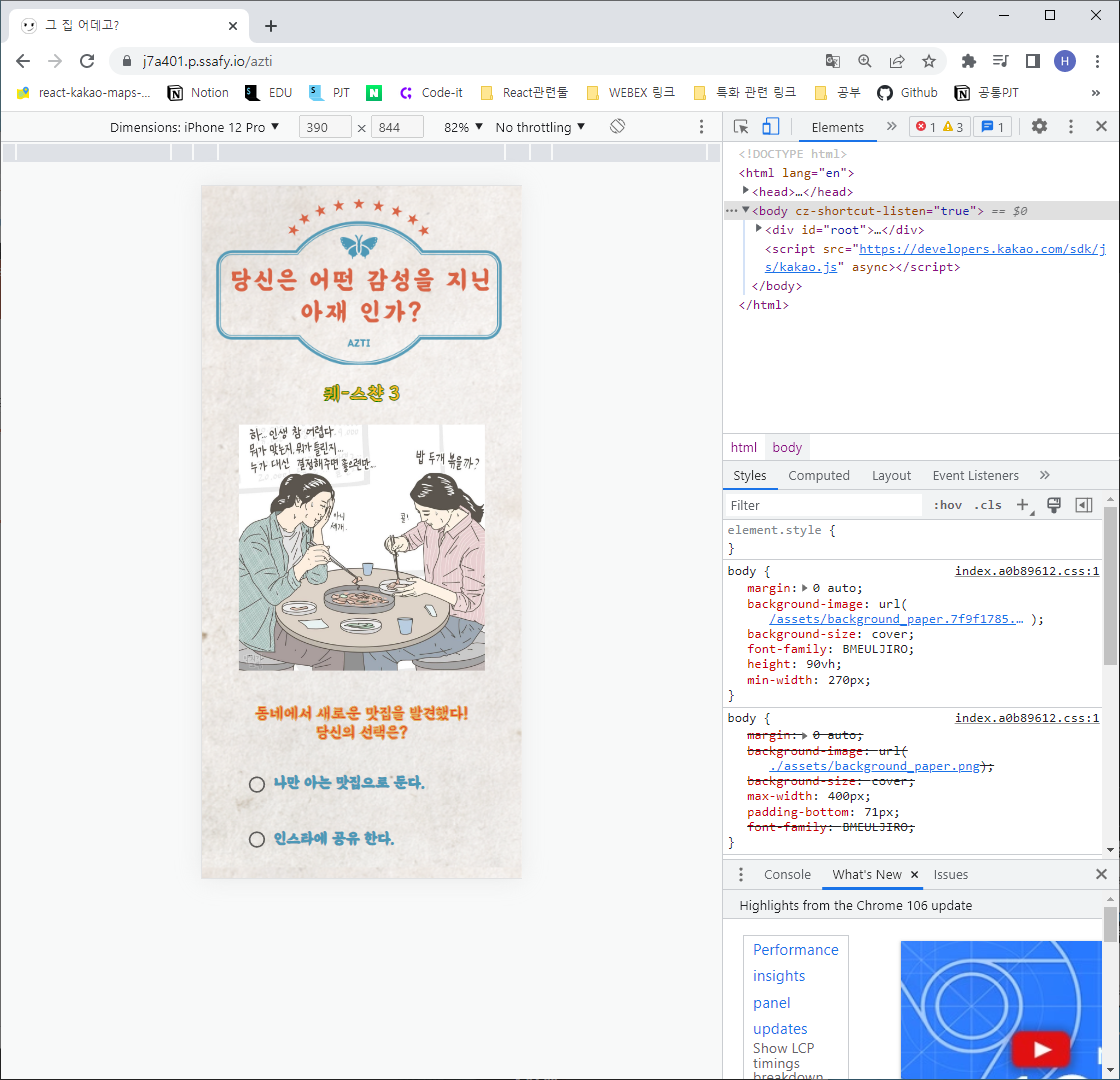 그 집 어데고?
j7a401.p.ssafy.io/azti
H
react-kakao-maps-...
Notion
EDU
PJT
Code-it
React관련툴
WEBEX 링크
특화 관련 링크
공부
Github
공통PJT
»
Dimensions: iPhone 12 Pro ▼
390 x 844
82% ▼
No throttling ▼
당신은 어떤 감성을 지닌
아재 인가?
AZTI
퀘-스챤 3
하... 인생 참 어렵다.
뭐가 맞는지, 뭐가 틀린지...
누가 대신 결정해주면 좋으련만...
밥 두개 볶을까?
아니
세개..
동네에서 새로운 맛집을 발견했다!
당신의 선택은?
나만 아는 맛집으로 둔다.
인스타에 공유 한다.
Elements
»
1
3
1
<!DOCTYPE html>
<html lang="en">
<head>…</head>
<body cz-shortcut-listen="true"> == $0
<div id="root">…</div>
<script src="https://developers.kakao.com/sdk/j
s/kakao.js" async></script>
</body>
</html>
html body
Styles Computed Layout Event Listeners »
Filter
:hov .cls +
element.style {
}
body { index.a0b89612.css:1
margin: 0 auto;
background-image: url(
/assets/background_paper.7f9f1785.… );
background-size: cover;
font-family: BMEULJIRO;
height: 90vh;
min-width: 270px;
}
body { index.a0b89612.css:1
margin: 0 auto;
background-image: url(
./assets/background_paper.png);
background-size: cover;
max-width: 400px;
padding-bottom: 71px;
font-family: BMEULJIRO;
}
Console What's New Issues
Highlights from the Chrome 106 update
Performance
insights
panel
updates
Show LCP
timings
breakdown